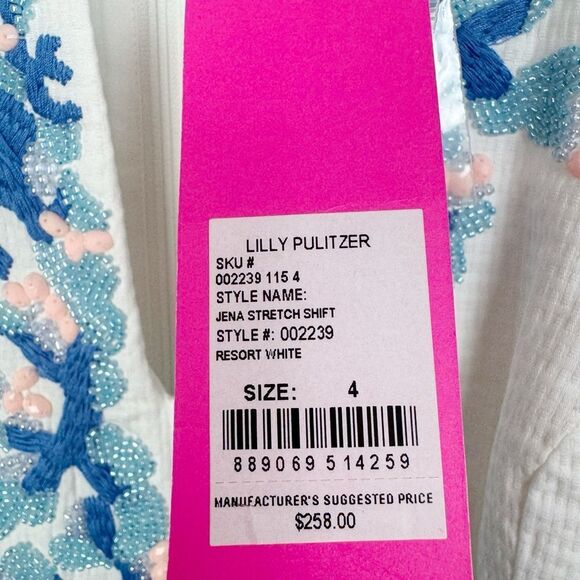 LILLY PULITZER
SKU #
002239 115 4
STYLE NAME:
JENA STRETCH SHIFT
STYLE #: 002239
RESORT WHITE
SIZE: 4
889069 514259
MANUFACTURER'S SUGGESTED PRICE
$258.00